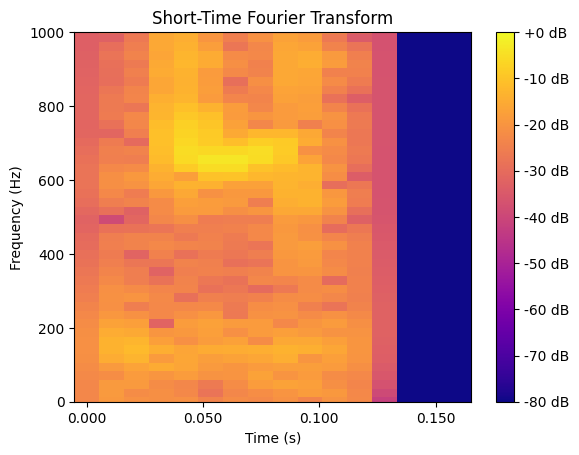 Short-Time Fourier Transform
1000
800
600
400
200
0
Frequency (Hz)
0.000
0.050
0.100
0.150
Time (s)
+0 dB
-10 dB
-20 dB
-30 dB
-40 dB
-50 dB
-60 dB
-70 dB
-80 dB